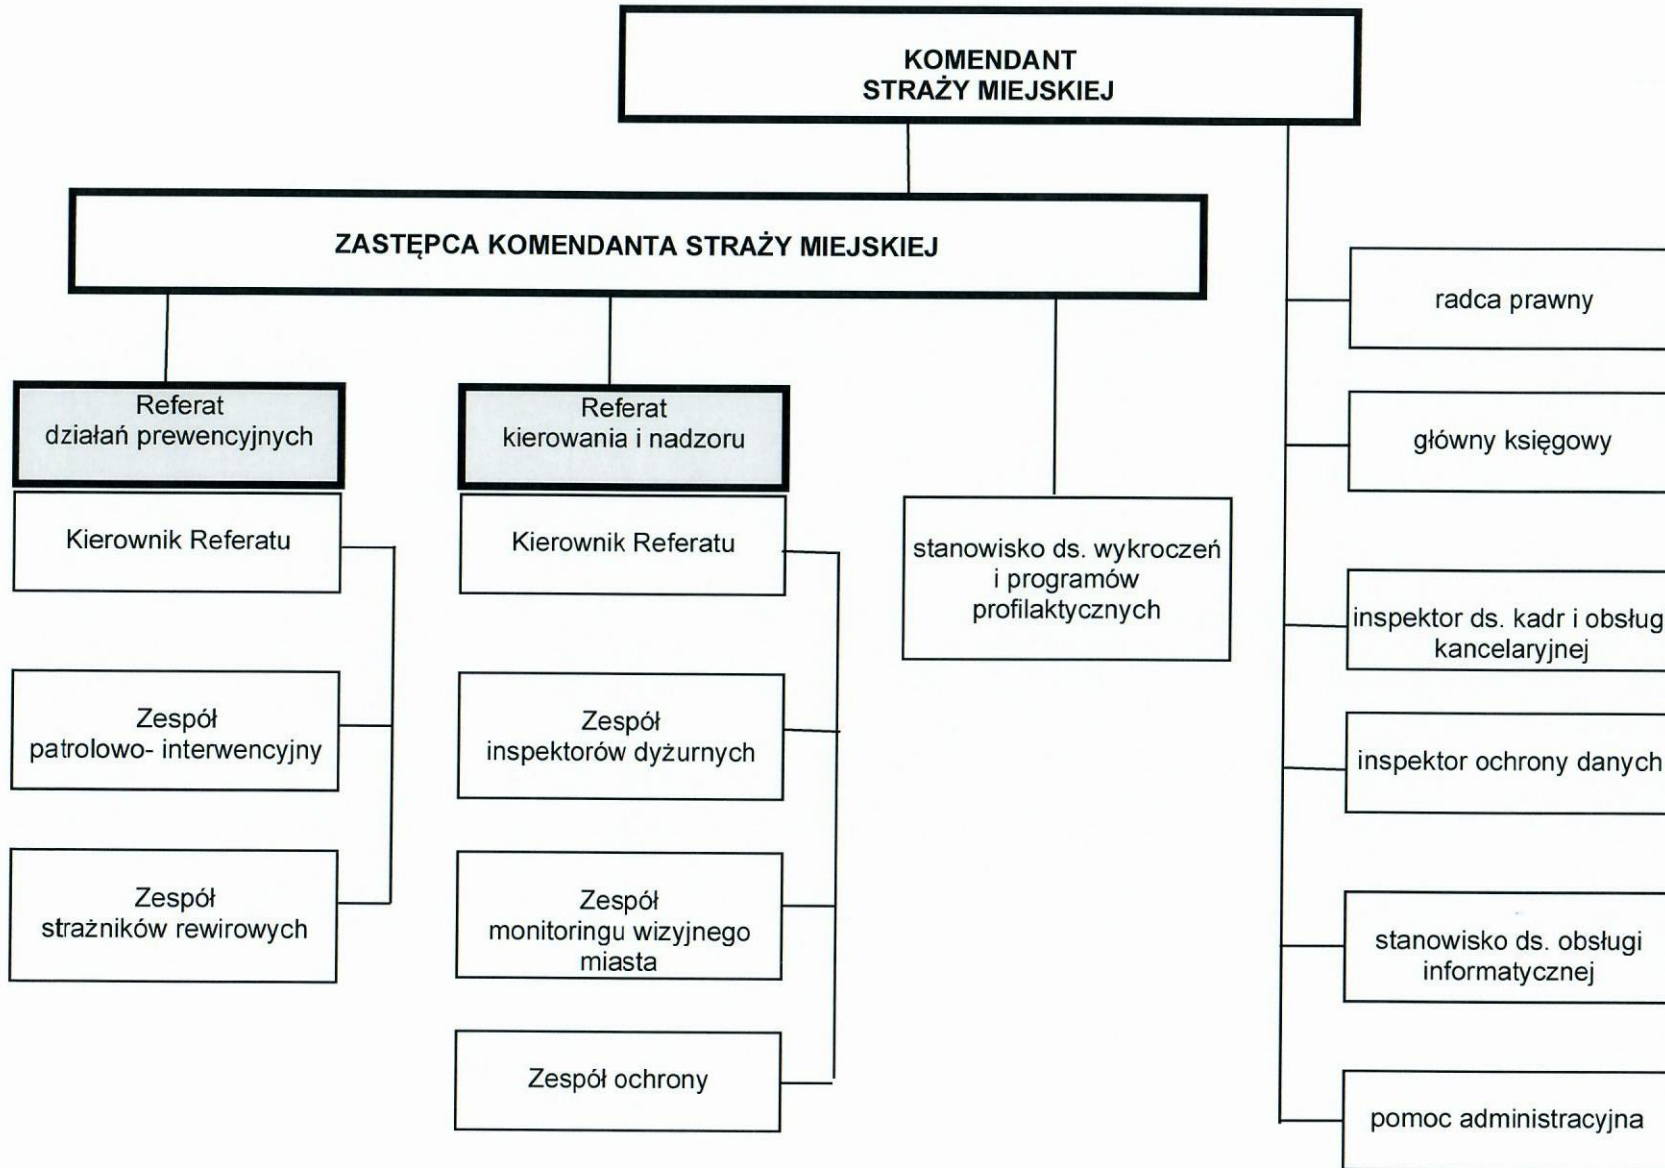 KOMENDANT
STRAŻY MIEJSKIEJ
ZASTĘPCA KOMENDANTA STRAŻY MIEJSKIEJ
Referat
działań prewencyjnych
Kierownik Referatu
Zespół
patrolowo- interwencyjny
Zespół
strażników rewirowych
Referat
kierowania i nadzoru
Kierownik Referatu
Zespół
inspektorów dyżurnych
Zespół
monitoringu wizyjnego
miasta
Zespół ochrony
stanowisko ds. wykroczeń
i programów
profilaktycznych
radca prawny
główny księgowy
inspektor ds. kadr i obsług
kancelaryjnej
inspektor ochrony danych
stanowisko ds. obsługi
informatycznej
pomoc administracyjna